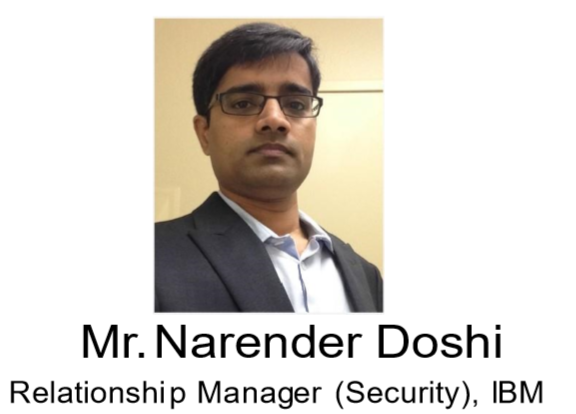 Mr. Narender Doshi
Relationship Manager (Security), IBM